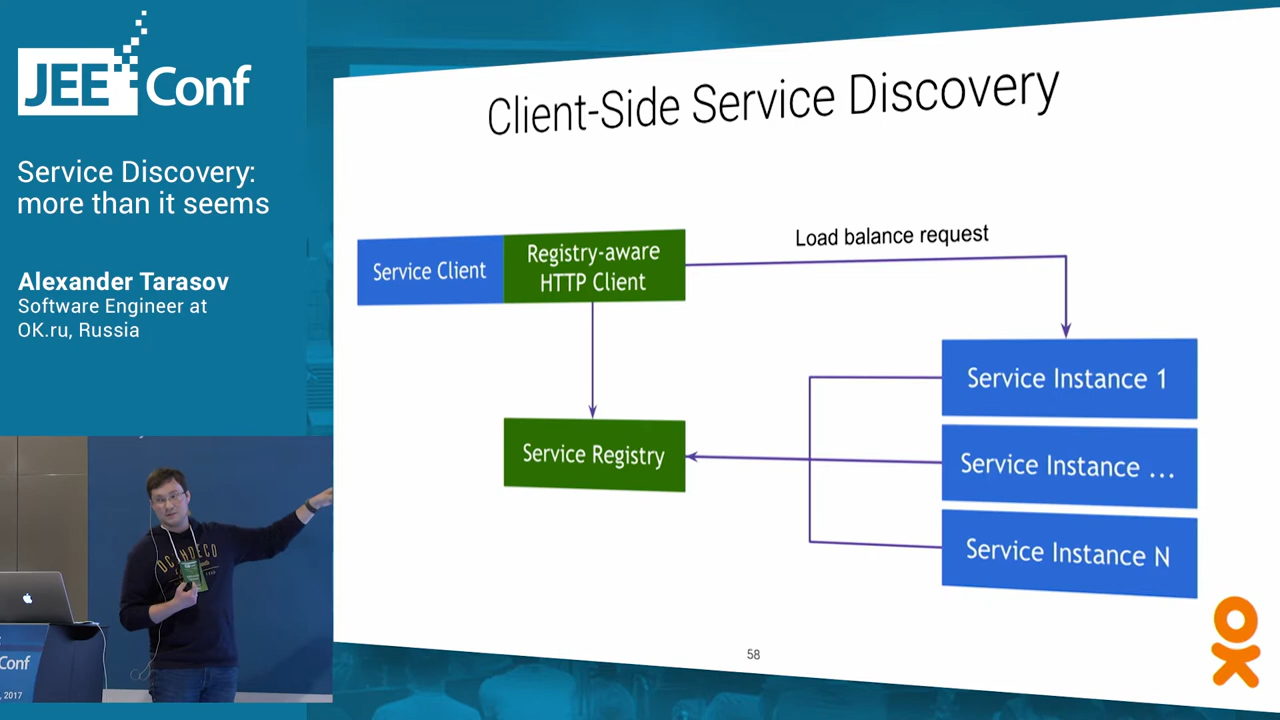 JEE Conf
Service Discovery:
more than it seems
Alexander Tarasov
Software Engineer at
OK.ru, Russia
Client-Side Service Discovery
Load balance request
Service Client
Registry-aware
HTTP Client
Service Registry
Service Instance 1
Service Instance ...
Service Instance N
58
Conf
, 2017